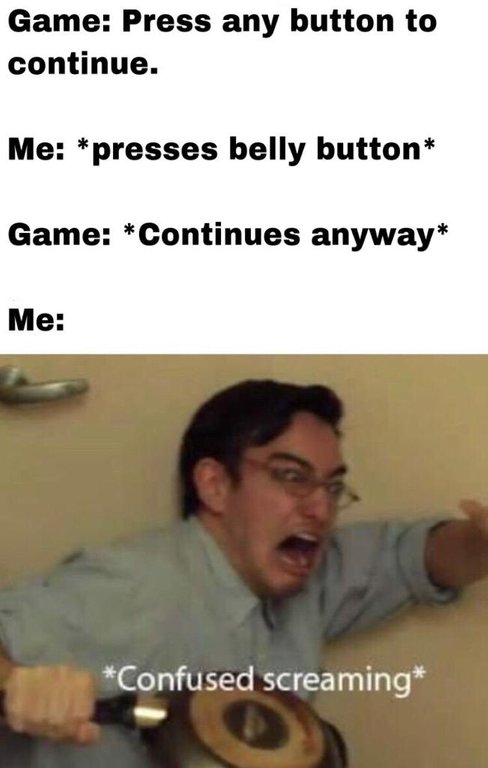 Game: Press any button to
continue.
Me: *presses belly button*
Game: *Continues anyway*
Me:
*Confused screaming*